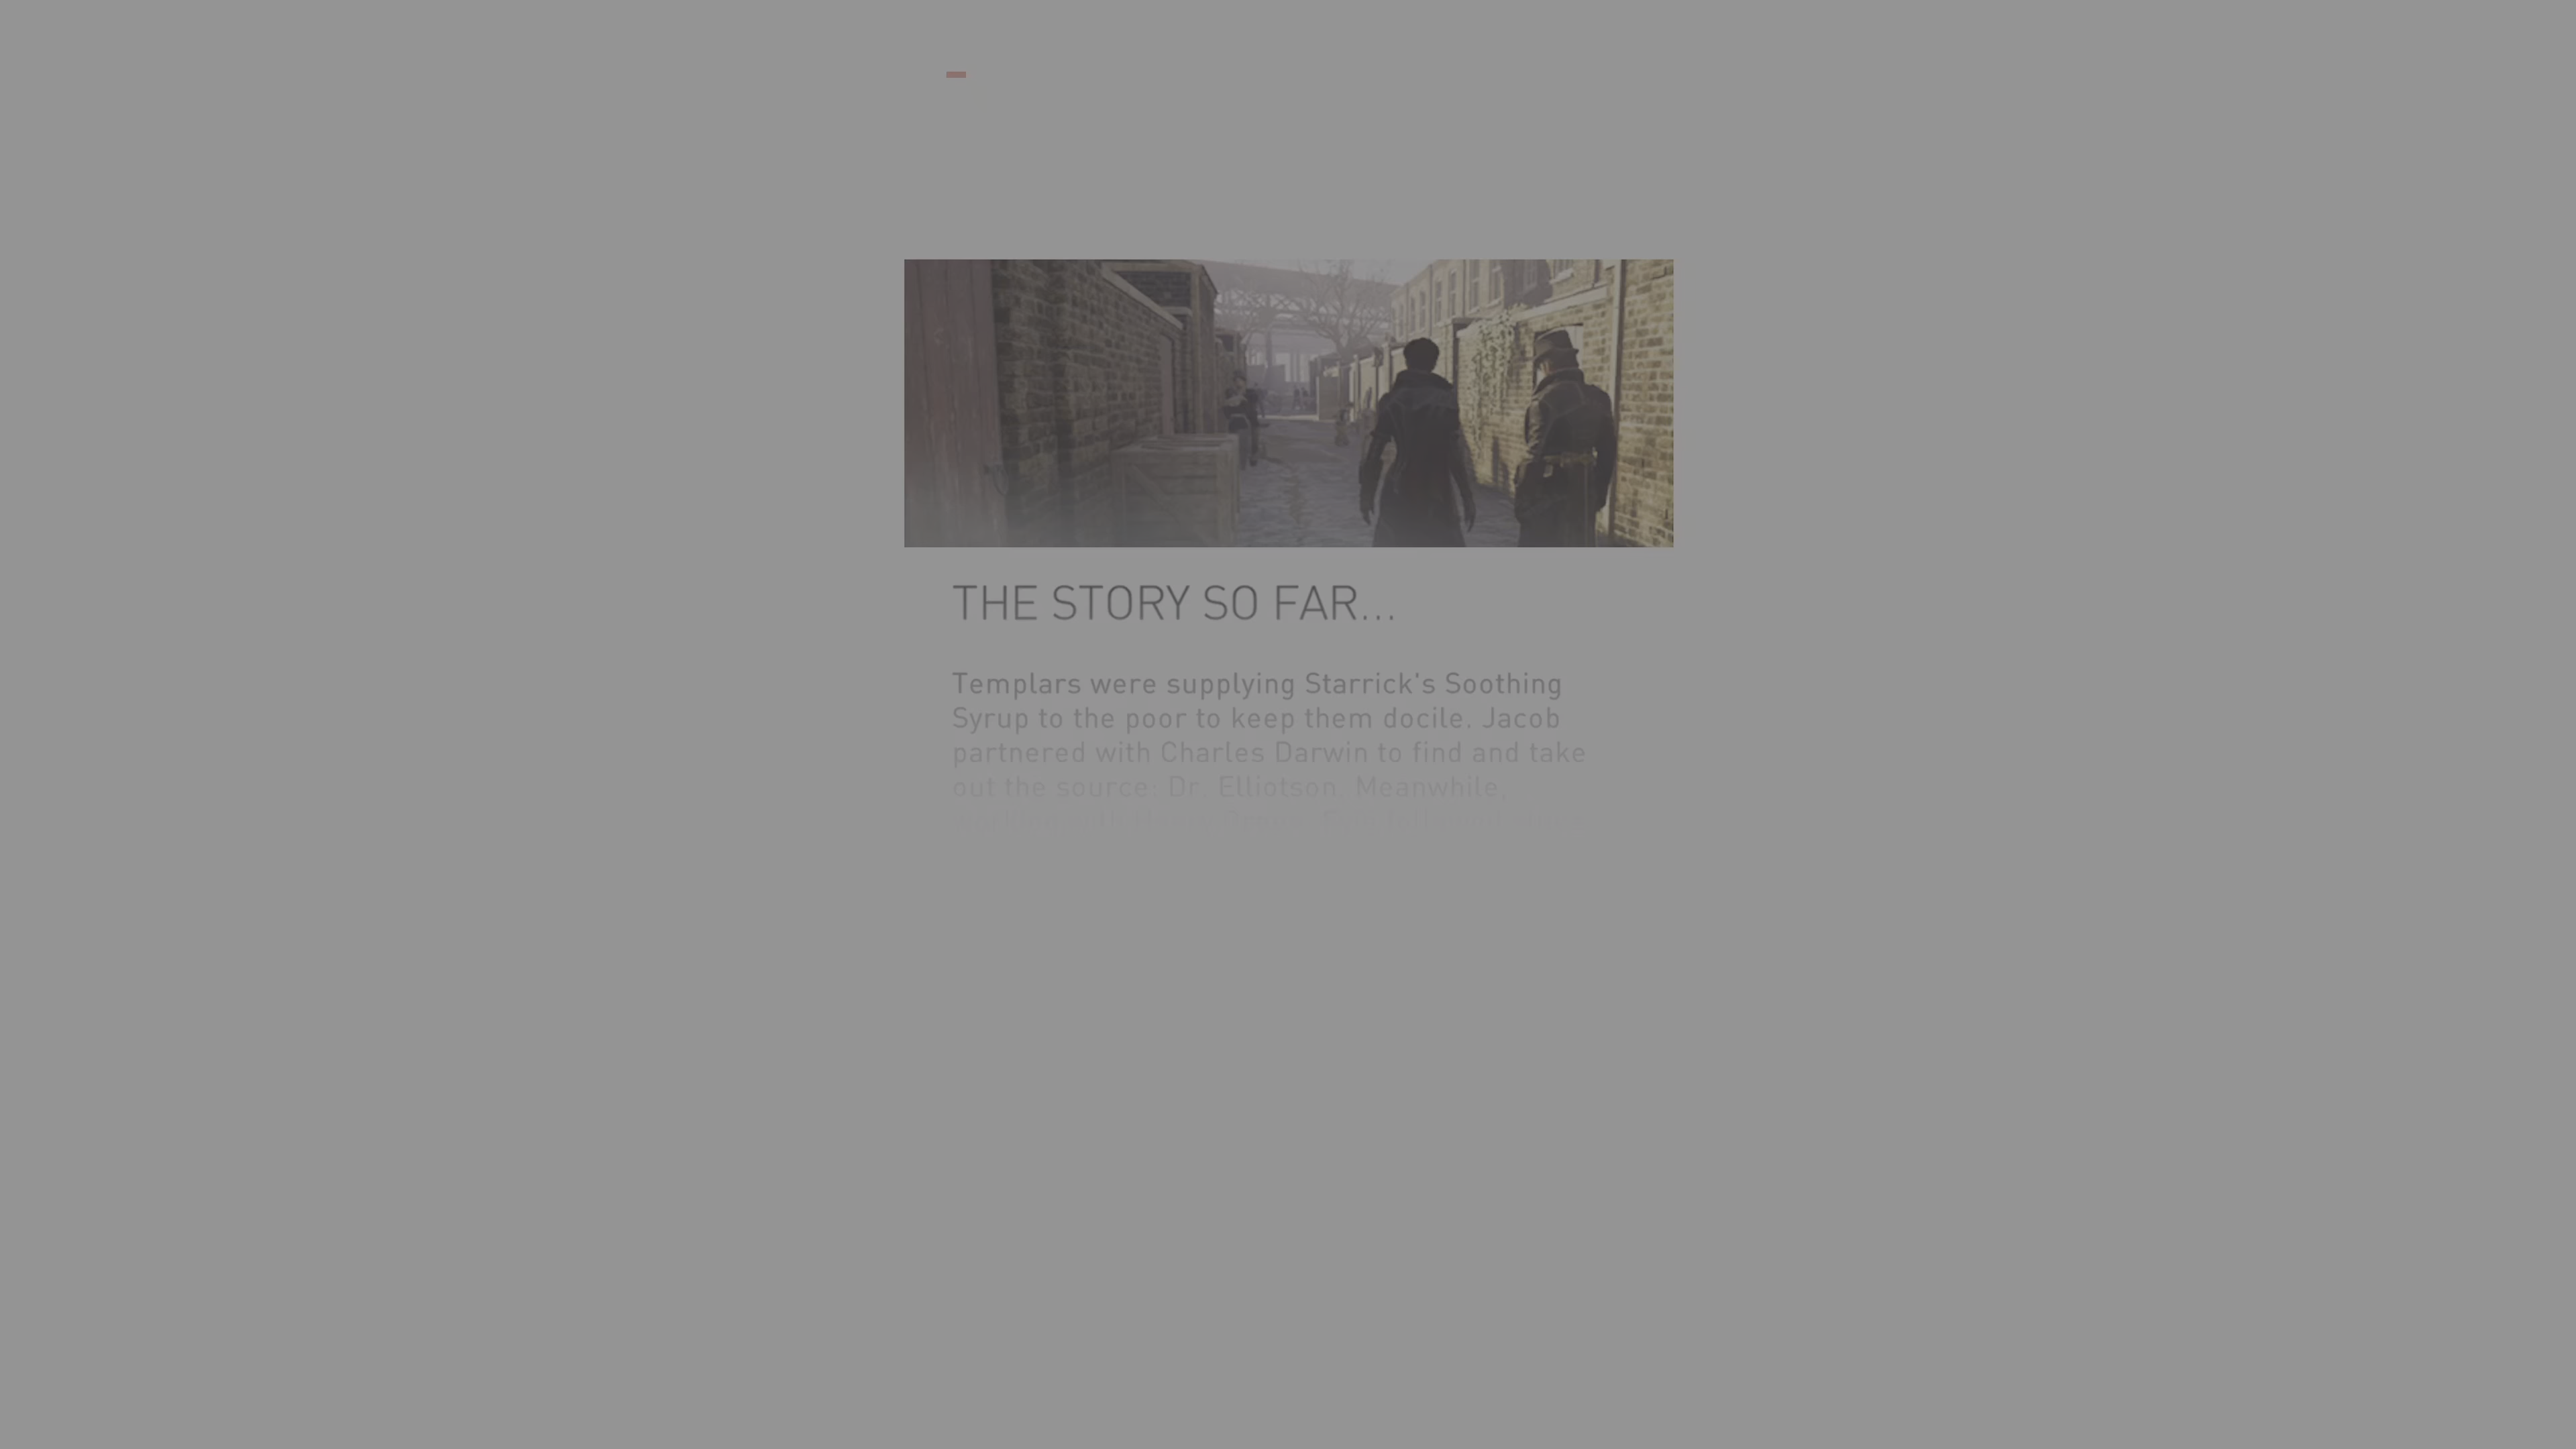 THE STORY SO FAR...
Templars were supplying Starrick's Soothing
Syrup to the poor to keep them docile. Jacob
partnered with Charles Darwin to find and take
out the source: Dr. Elliotson. Meanwhile,